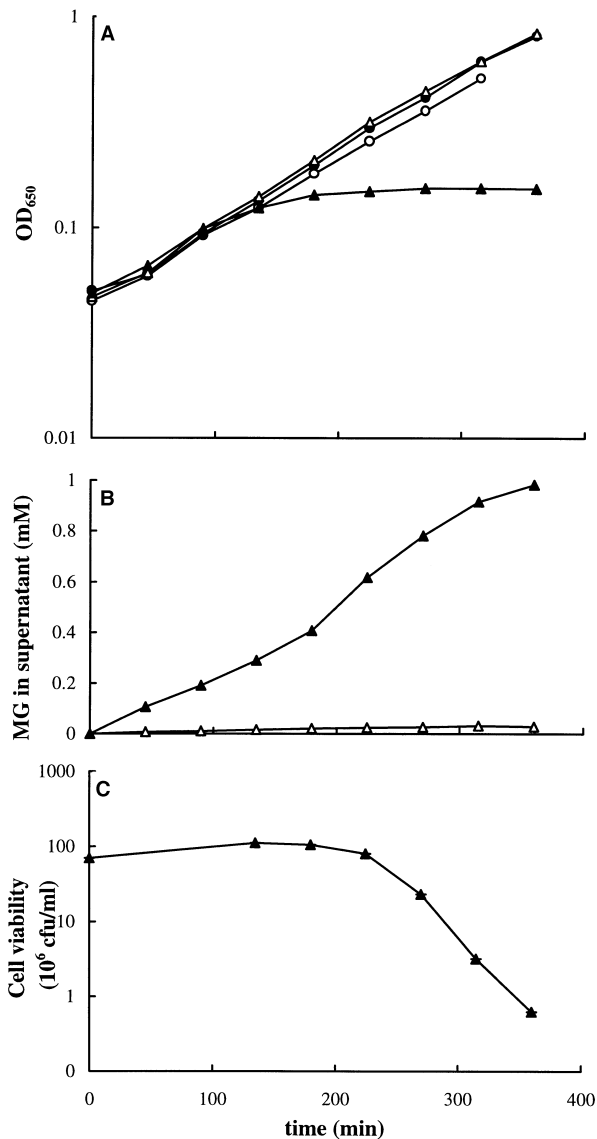 A
1
0.1
0.01
OD650
B
1
0.8
0.6
0.4
0.2
0
MG in supernatant (mM)
C
1000
100
10
1
0
Cell viability
(10⁶ cfu/ml)
0 100 200 300 400
time (min)